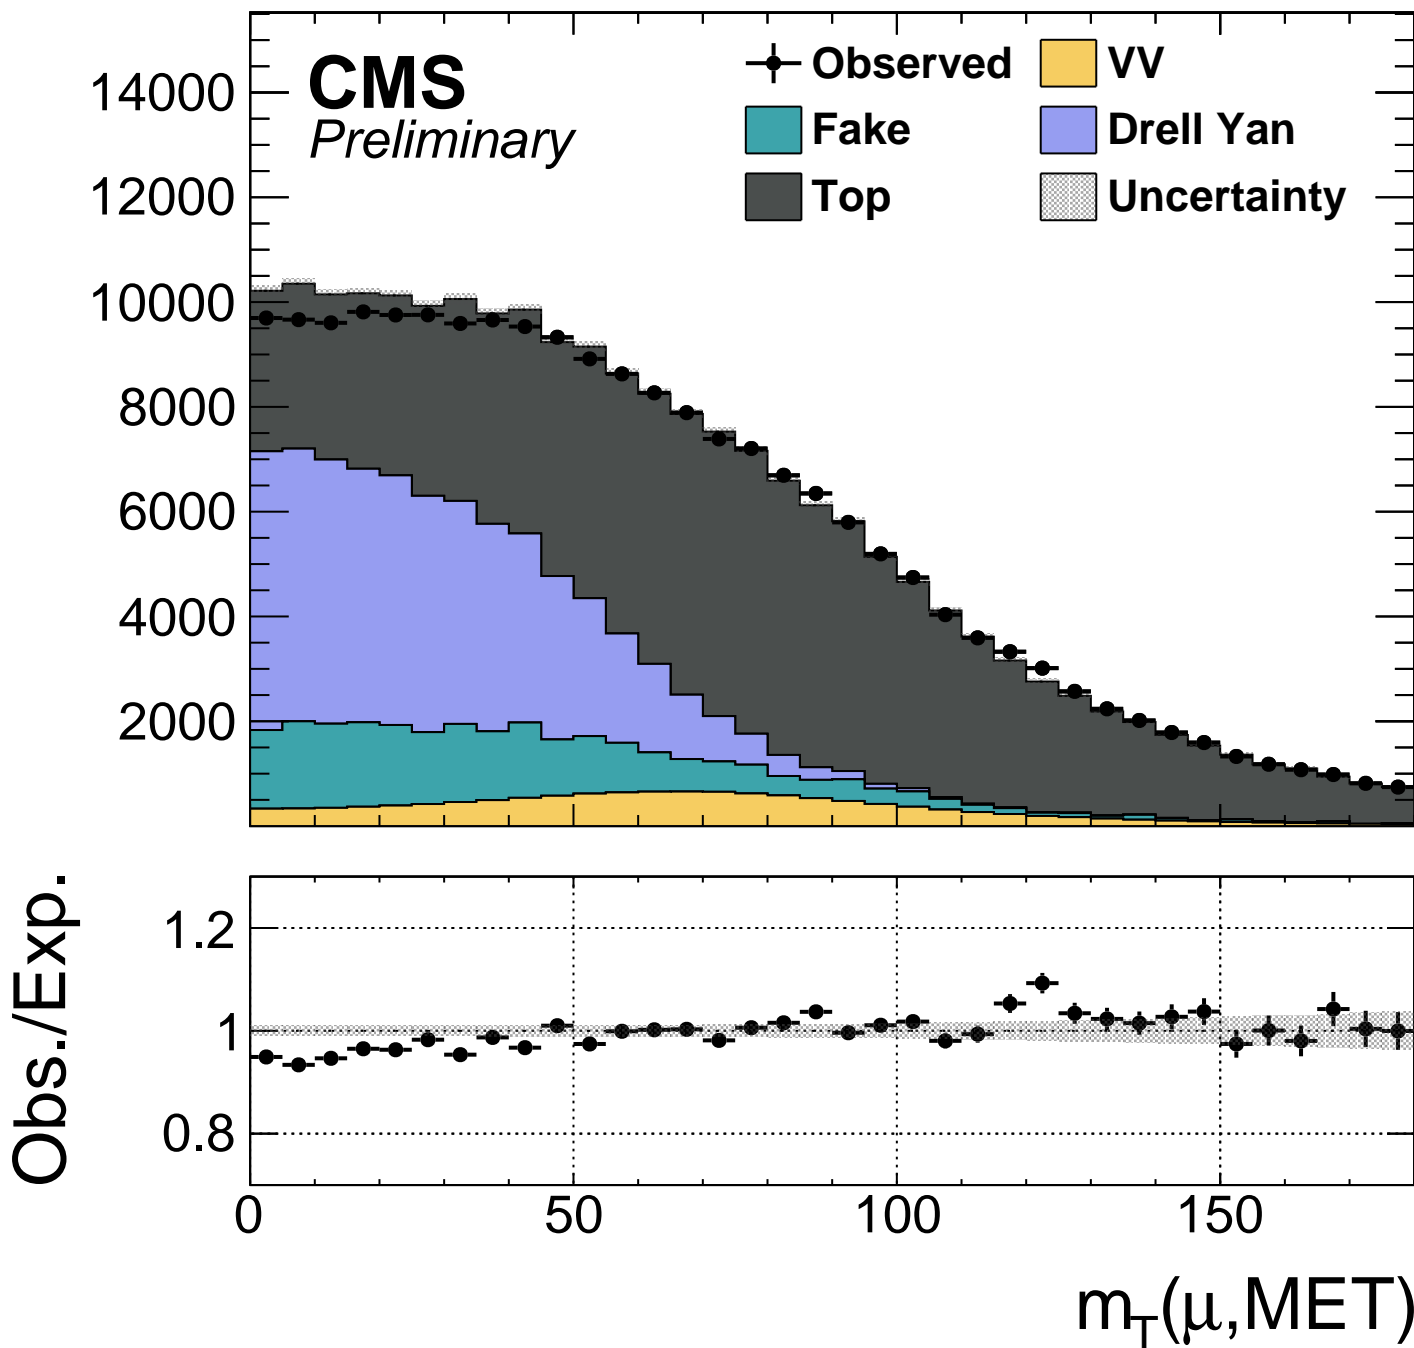 CMS
Preliminary
Observed
VV
Fake
Drell Yan
Top
Uncertainty
14000
12000
10000
8000
6000
4000
2000
Obs./Exp.
1.2
1
0.8
0
50
100
150
m_T(μ,MET)